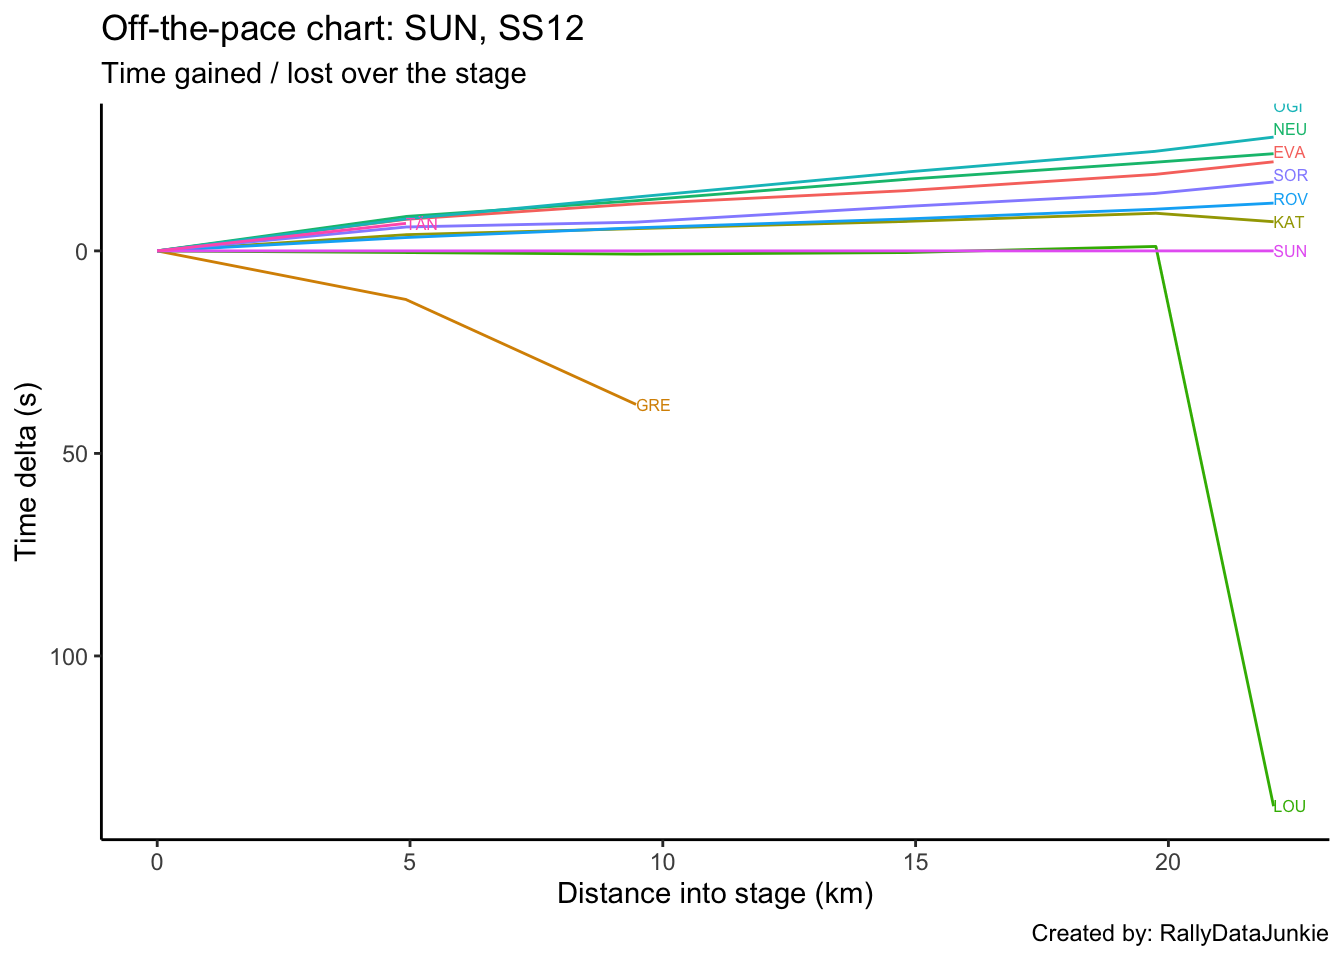 Off-the-pace chart: SUN, SS12
Time gained / lost over the stage
OGI
NEU
EVA
SOR
ROV
KAT
SUN
TAN
GRE
LOU
0
50
100
Time delta (s)
0 5 10 15 20
Distance into stage (km)
Created by: RallyDataJunkie